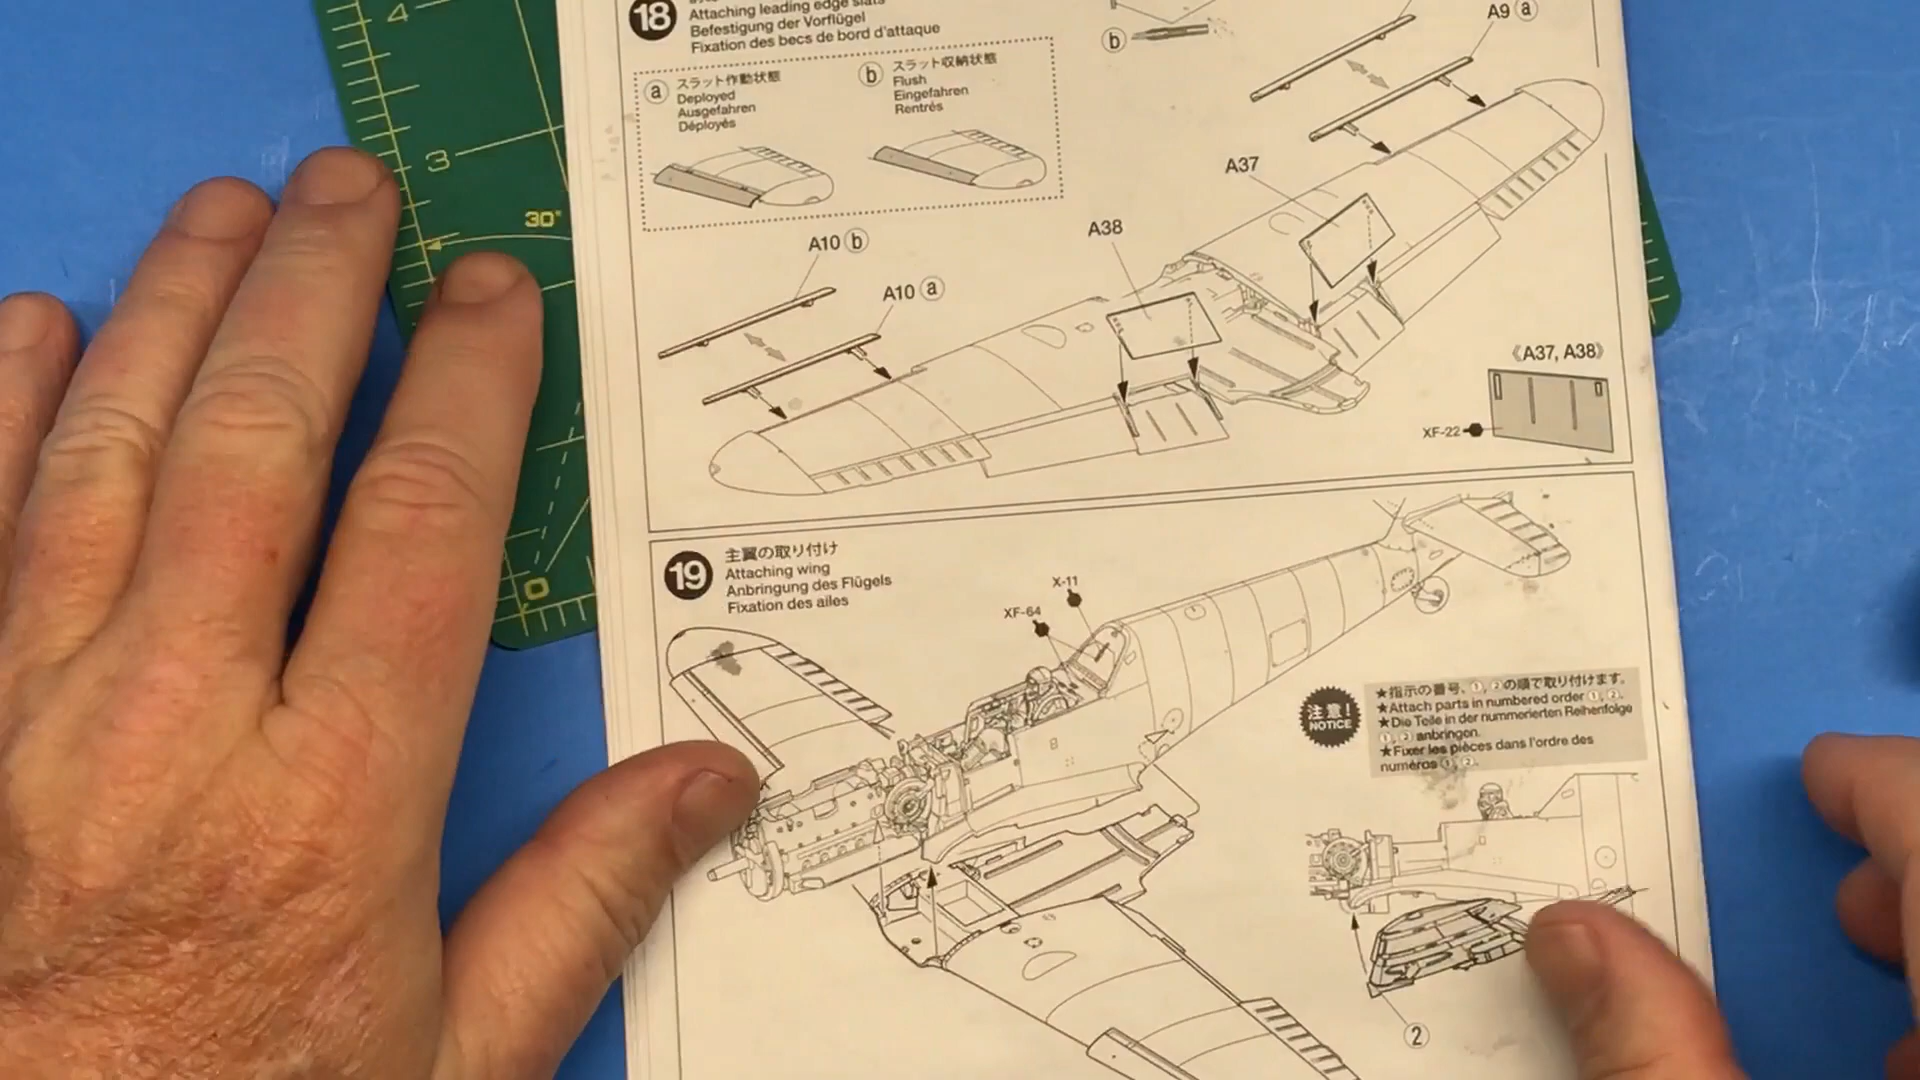 18
Attaching leading edge slats
Befestigung der Vorflügel
Fixation des becs de bord d'attaque
a
スラット作動状態
Deployed
Ausgefahren
Déployés
b
スラット収納状態
Flush
Eingefahren
Rentrés
b
A9 a
A37
A38
A10 b
A10 a
《A37, A38》
XF-22
19
主翼の取り付け
Attaching wing
Anbringung des Flügels
Fixation des ailes
X-11
XF-64
注意!
NOTICE
★指示の番号、①、②の順で取り付けます。
★Attach parts in numbered order ①, ②.
★Die Teile in der nummerierten Reihenfolge
①, ② anbringen.
★Fixer les pièces dans l'ordre des
numéros ①, ②.
②
4
3
30°
0